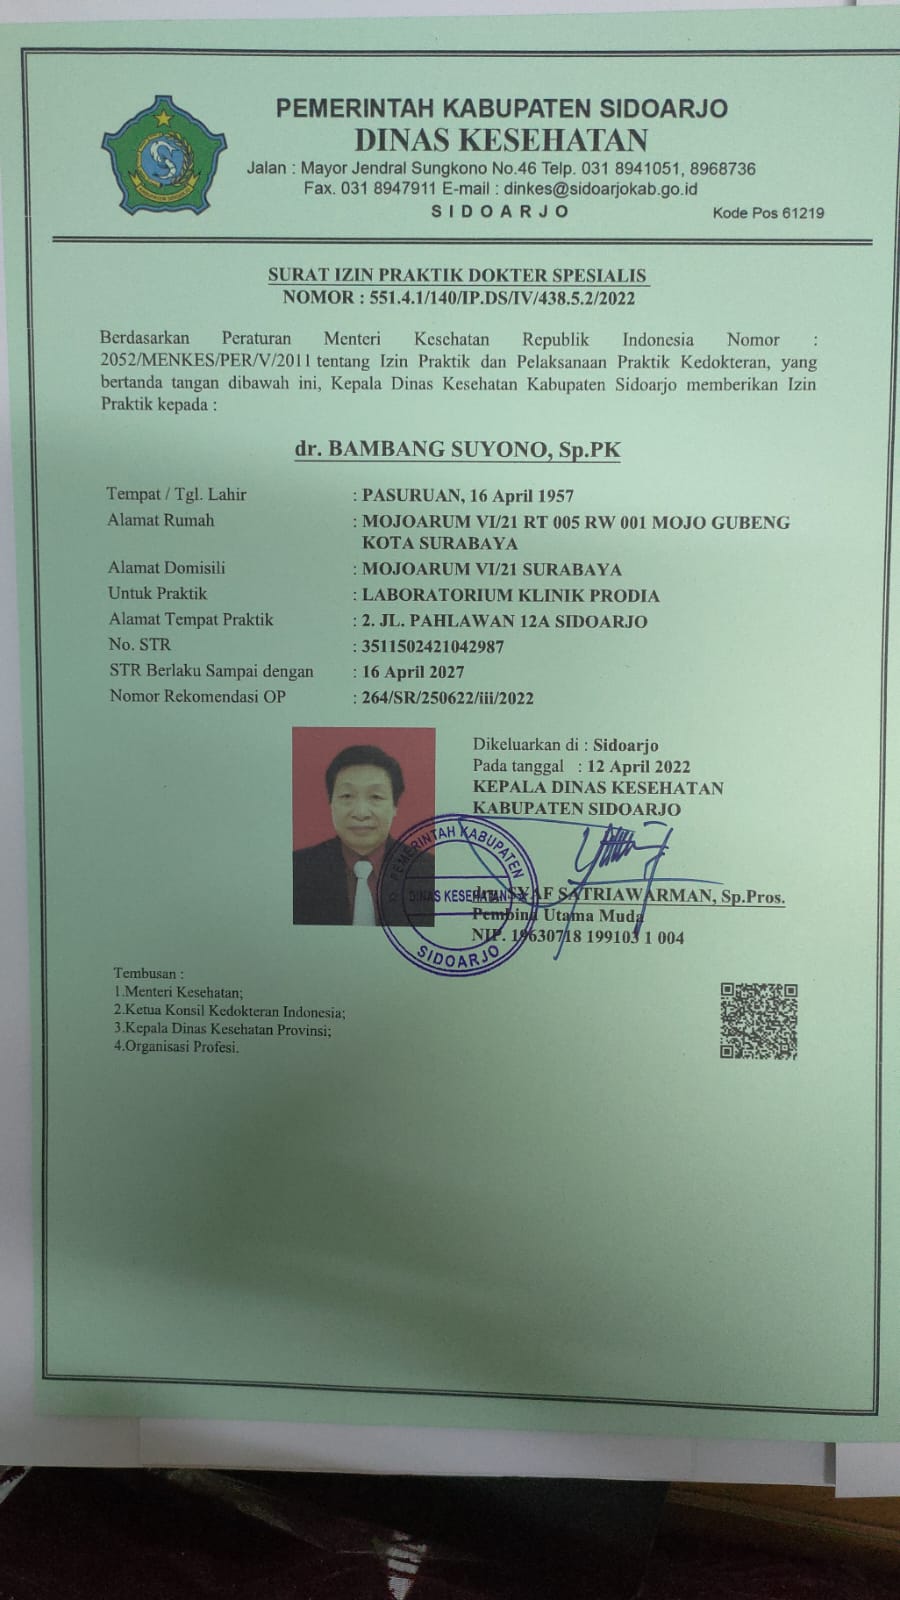 PEMERINTAH KABUPATEN SIDOARJO
DINAS KESEHATAN
Jalan : Mayor Jendral Sungkono No.46 Telp. 031 8941051, 8968736
Fax. 031 8947911 E-mail : dinkes@sidoarjokab.go.id
SIDOARJO
Kode Pos 61219
SURAT IZIN PRAKTIK DOKTER SPESIALIS
NOMOR : 551.4.1/140/IP.DS/IV/438.5.2/2022
Berdasarkan Peraturan Menteri Kesehatan Republik Indonesia Nomor :
2052/MENKES/PER/V/2011 tentang Izin Praktik dan Pelaksanaan Praktik Kedokteran, yang
bertanda tangan dibawah ini, Kepala Dinas Kesehatan Kabupaten Sidoarjo memberikan Izin
Praktik kepada :
dr. BAMBANG SUYONO, Sp.PK
Tempat / Tgl. Lahir : PASURUAN, 16 April 1957
Alamat Rumah : MOJOARUM VI/21 RT 005 RW 001 MOJO GUBENG
KOTA SURABAYA
Alamat Domisili : MOJOARUM VI/21 SURABAYA
Untuk Praktik : LABORATORIUM KLINIK PRODIA
Alamat Tempat Praktik : 2. JL. PAHLAWAN 12A SIDOARJO
No. STR : 3511502421042987
STR Berlaku Sampai dengan : 16 April 2027
Nomor Rekomendasi OP : 264/SR/250622/iii/2022
Dikeluarkan di : Sidoarjo
Pada tanggal : 12 April 2022
KEPALA DINAS KESEHATAN
KABUPATEN SIDOARJO
PEMERINTAH KABUPATEN
DINAS KESEHATAN
SIDOARJO
SATRIAWARMAN, Sp.Pros.
Pembina Utama Muda
NIP. 19630718 199103 1 004
Tembusan :
1.Menteri Kesehatan;
2.Ketua Konsil Kedokteran Indonesia;
3.Kepala Dinas Kesehatan Provinsi;
4.Organisasi Profesi.